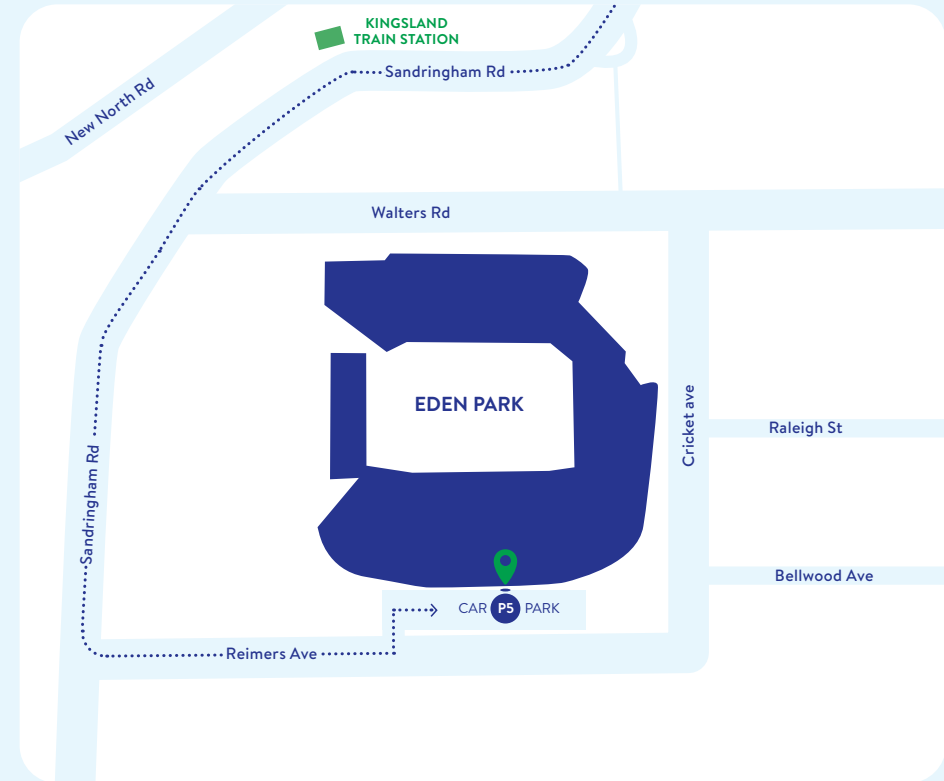 KINGSLAND
TRAIN STATION
Sandringham Rd
New North Rd
Walters Rd
EDEN PARK
Cricket ave
Raleigh St
Sandringham Rd
Bellwood Ave
CAR P5 PARK
Reimers Ave